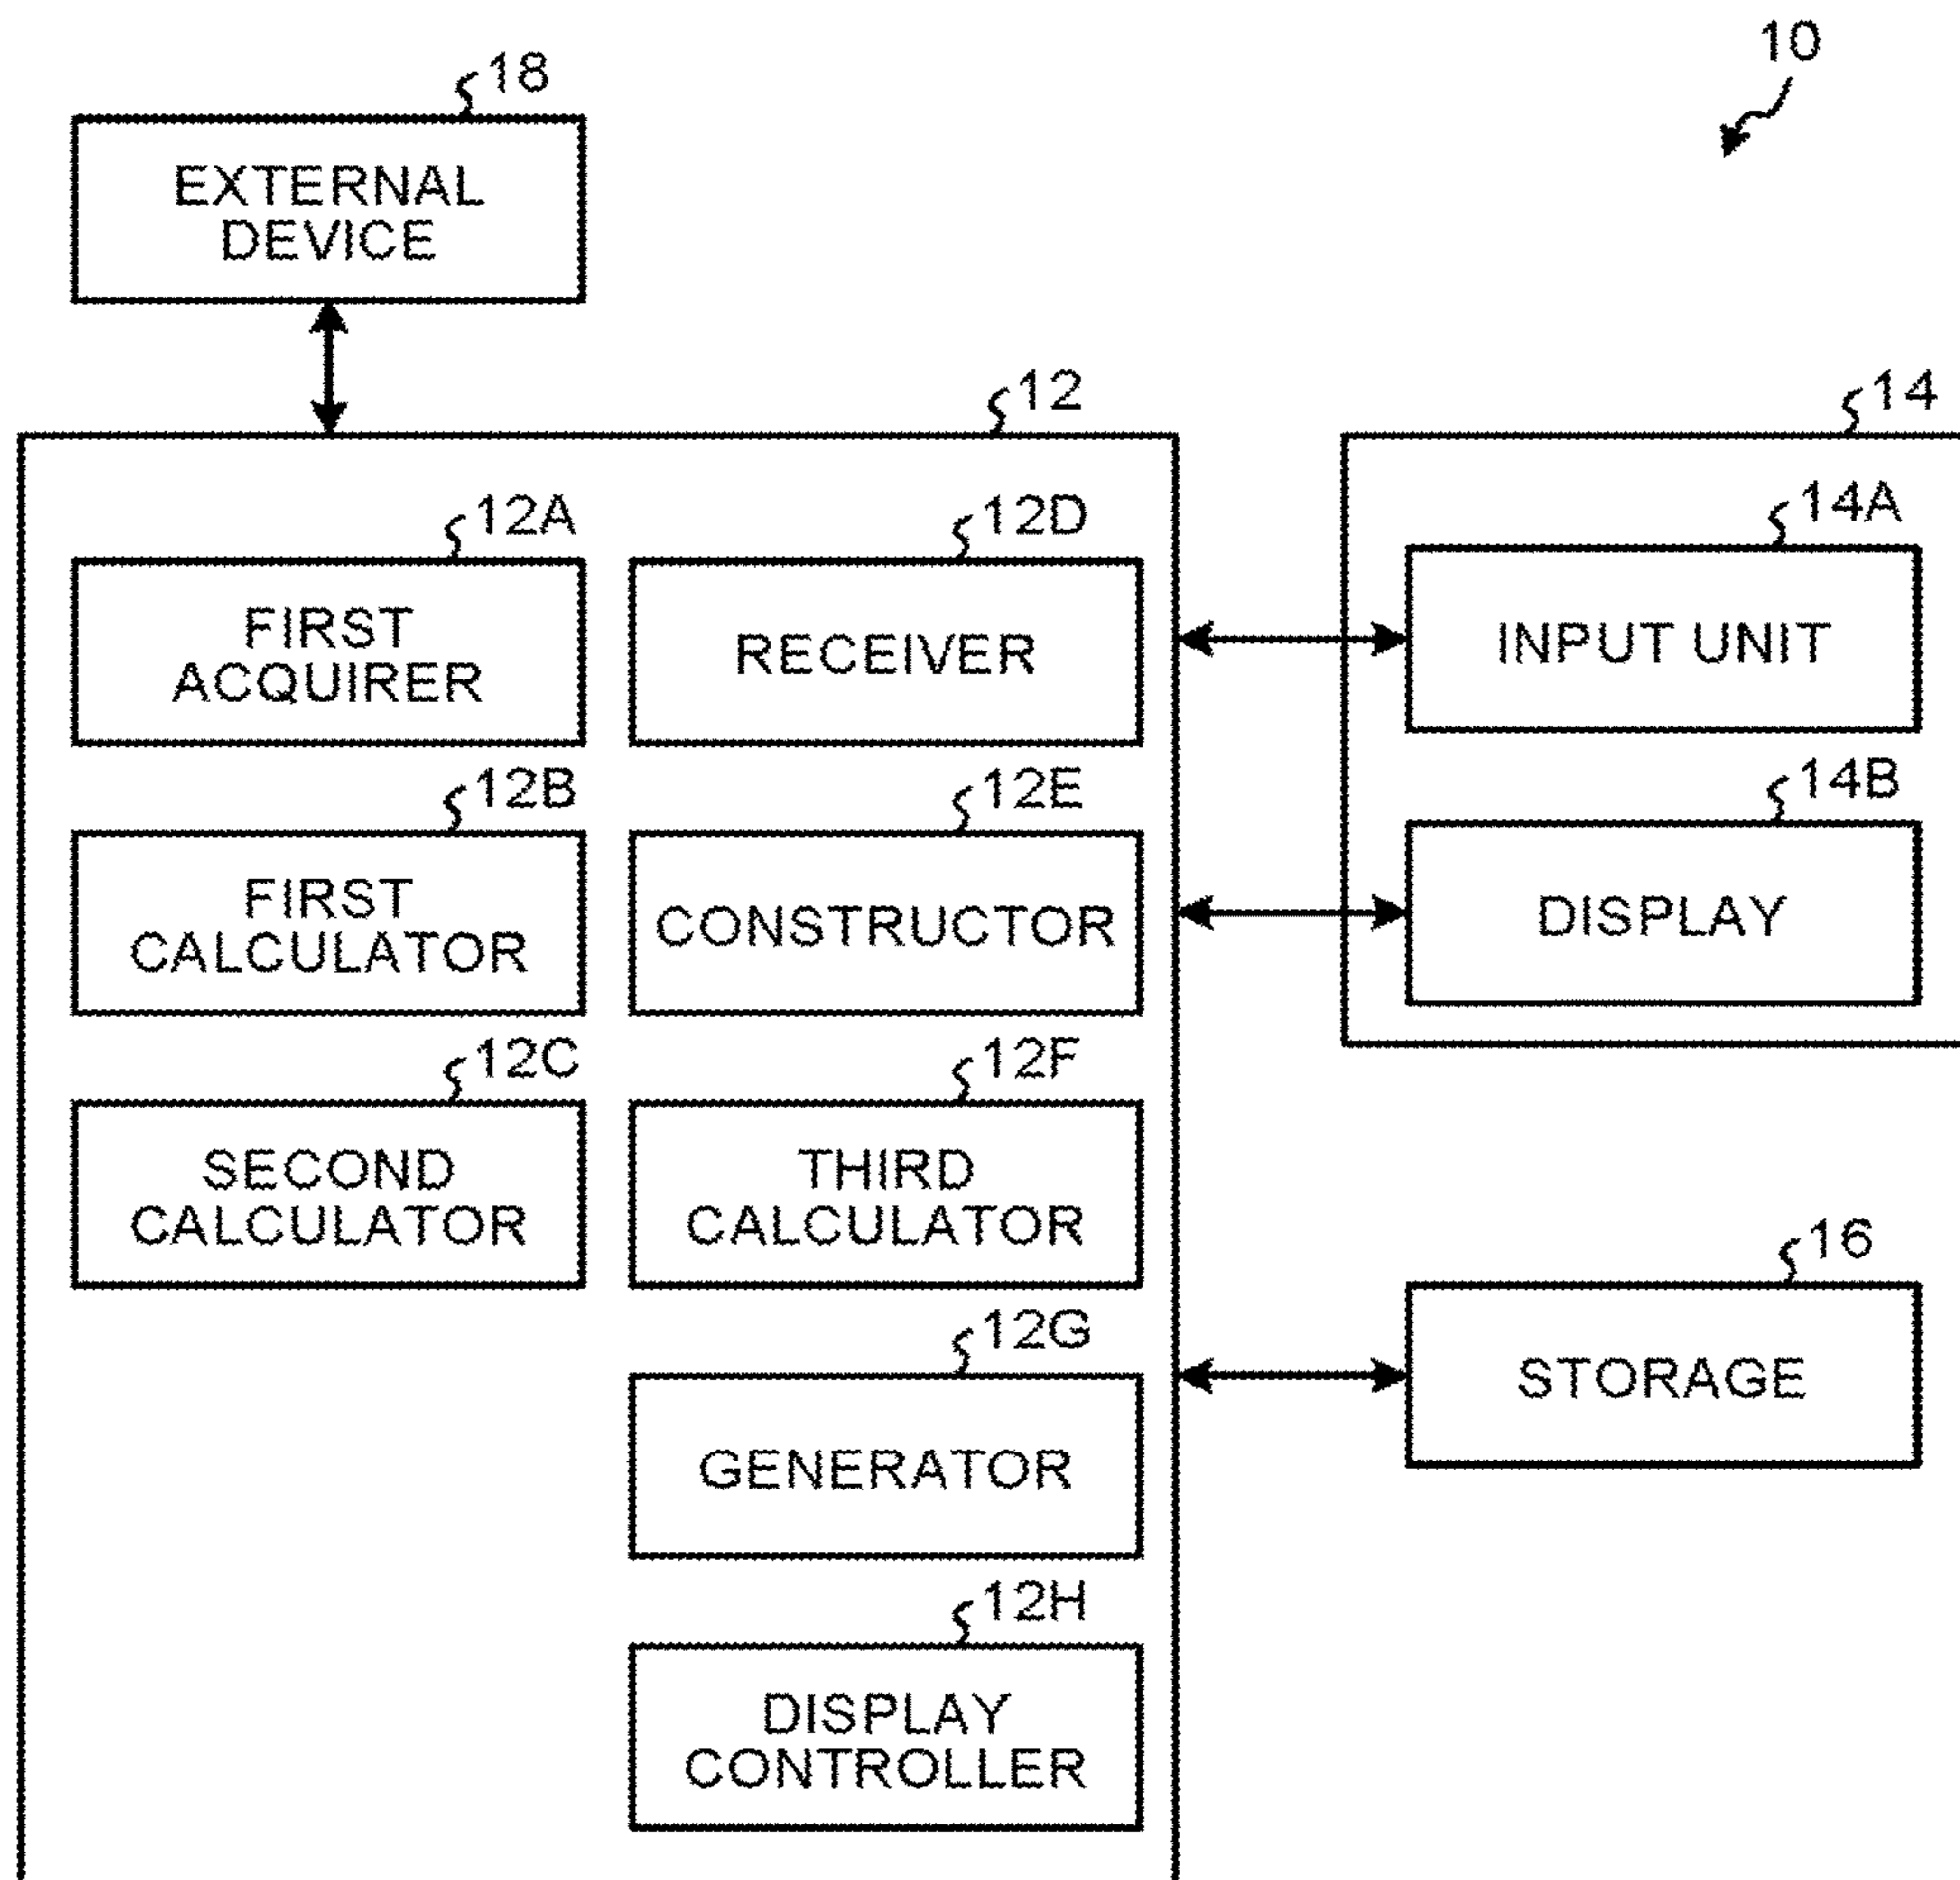 10
18
EXTERNAL
DEVICE
12
14
12A
FIRST
ACQUIRER
12D
RECEIVER
14A
INPUT UNIT
12B
FIRST
CALCULATOR
12E
CONSTRUCTOR
14B
DISPLAY
12C
SECOND
CALCULATOR
12F
THIRD
CALCULATOR
16
STORAGE
12G
GENERATOR
12H
DISPLAY
CONTROLLER